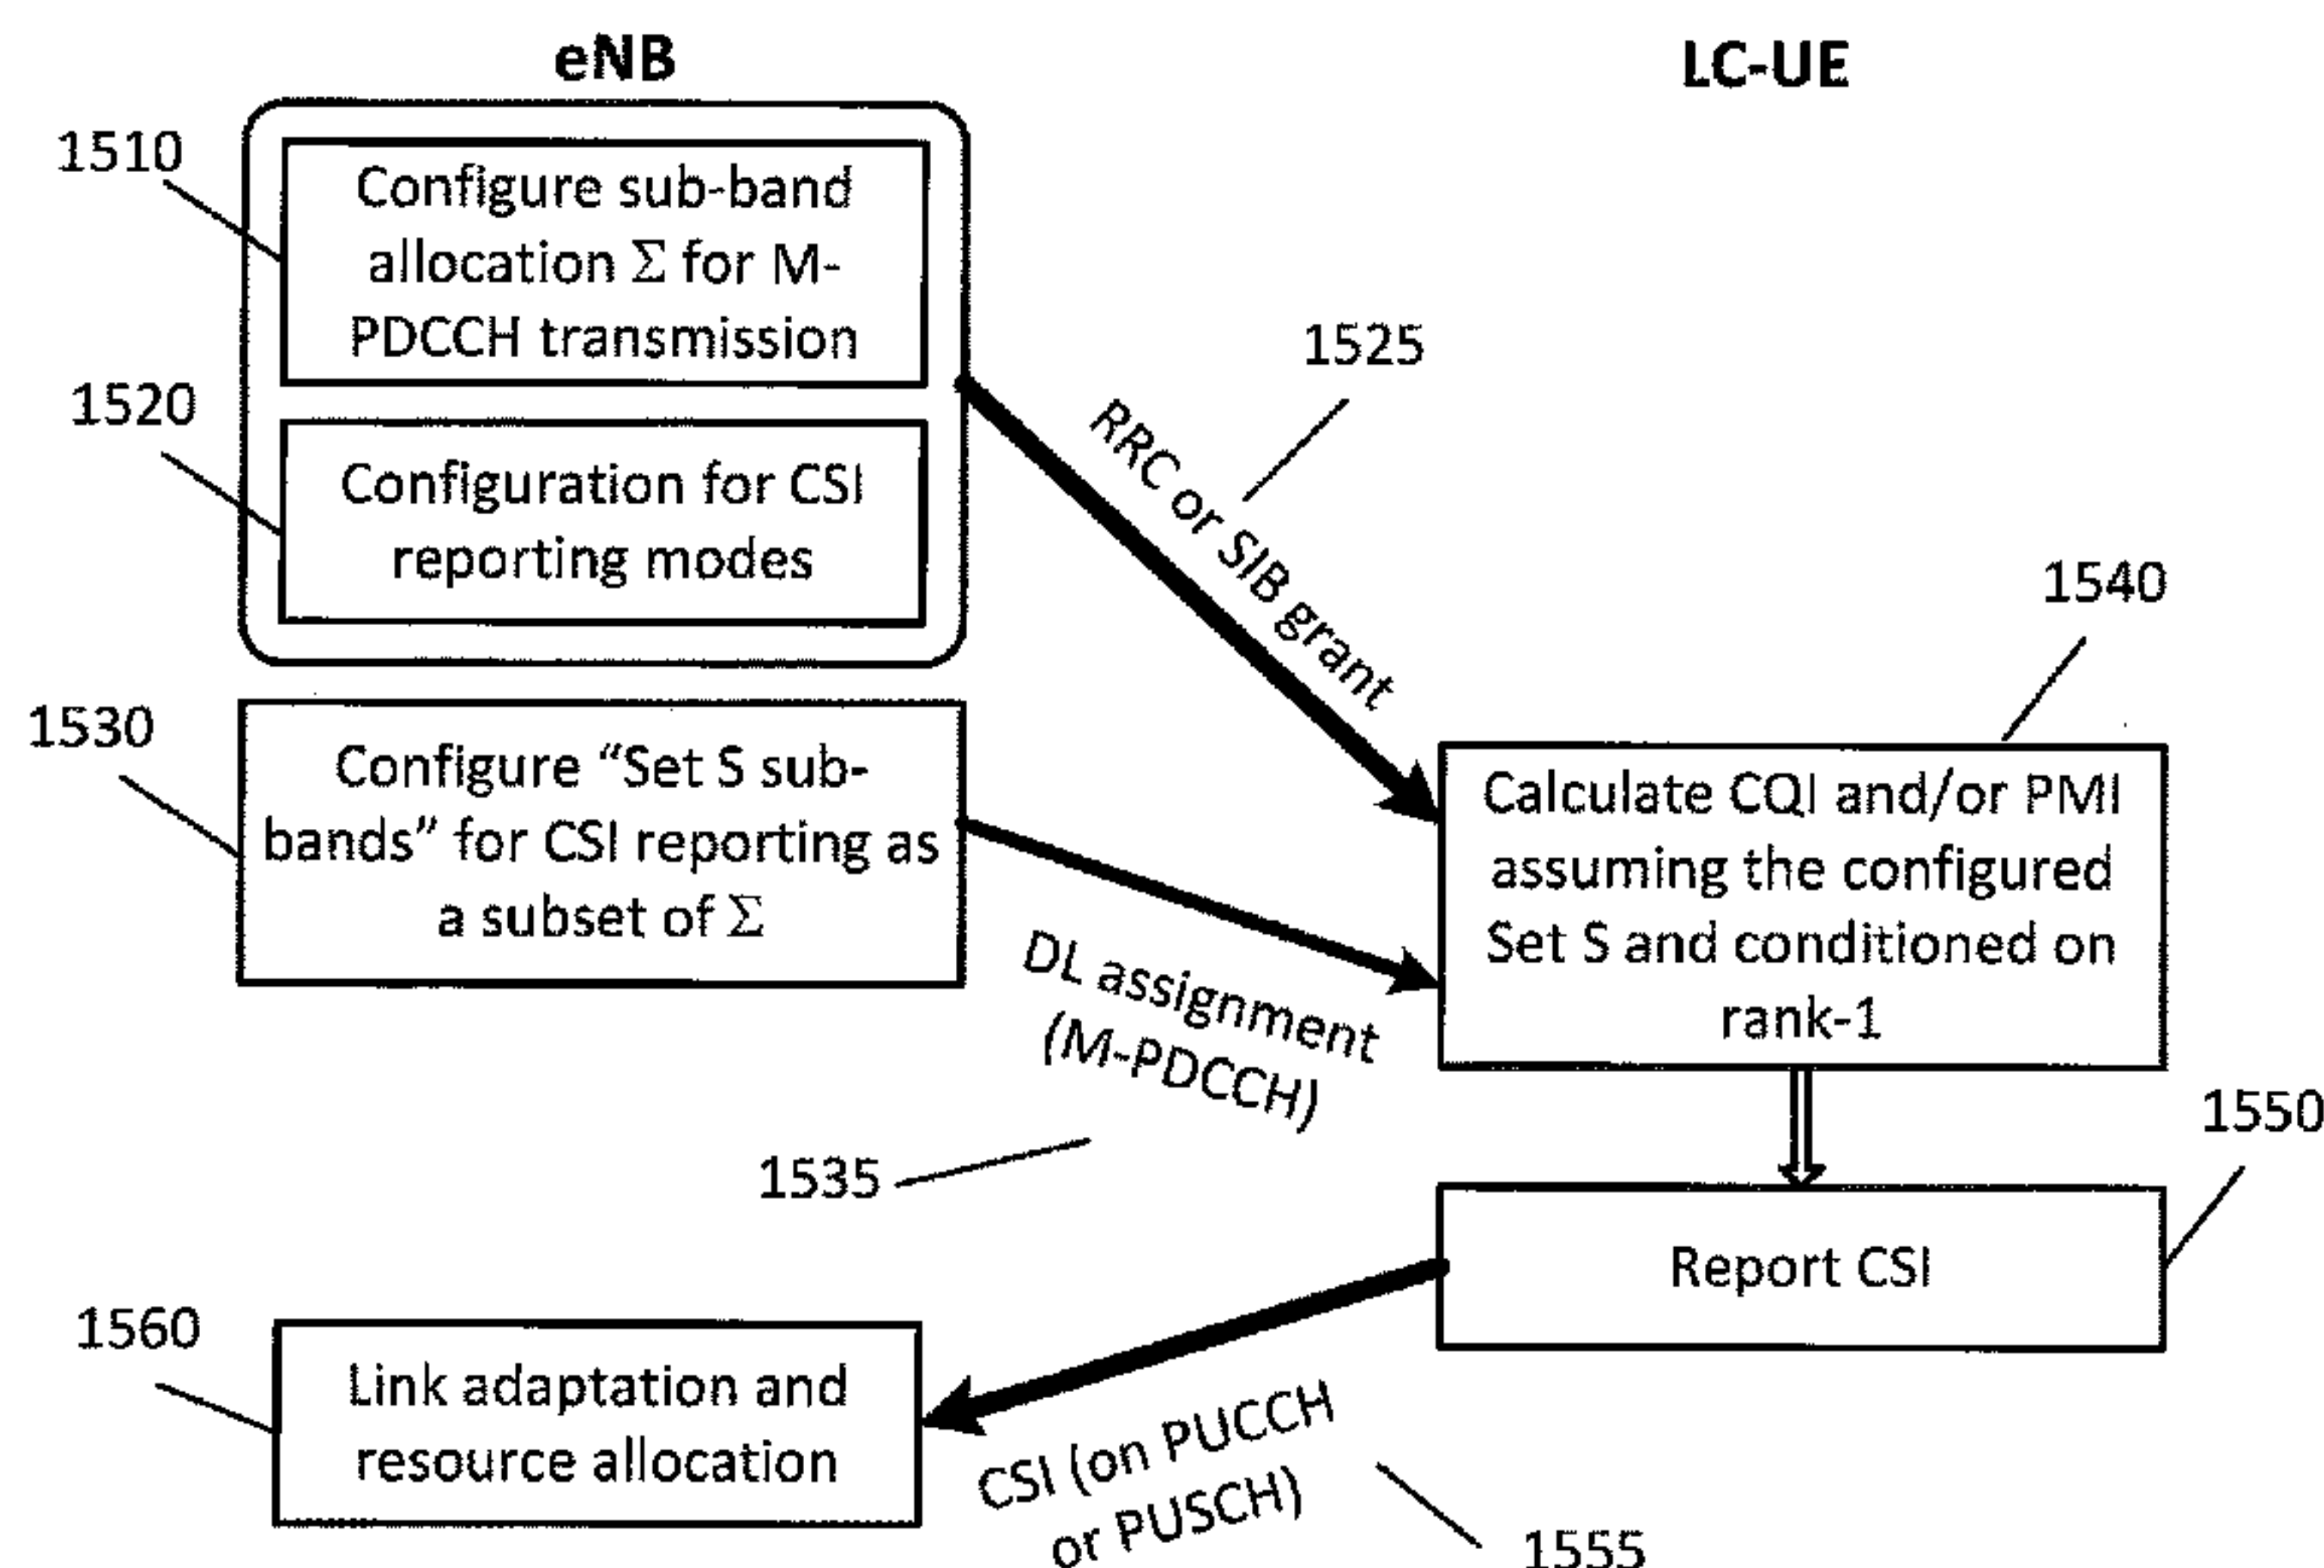 eNB
LC-UE
1510
Configure sub-band
allocation Σ for M-
PDCCH transmission
1520
Configuration for CSI
reporting modes
1525
RRC or SIB grant
1530
Configure “Set S sub-
bands” for CSI reporting as
a subset of Σ
DL assignment
(M-PDCCH)
1535
1540
Calculate CQI and/or PMI
assuming the configured
Set S and conditioned on
rank-1
1550
Report CSI
1560
Link adaptation and
resource allocation
CSI (on PUCCH
or PUSCH)
1555